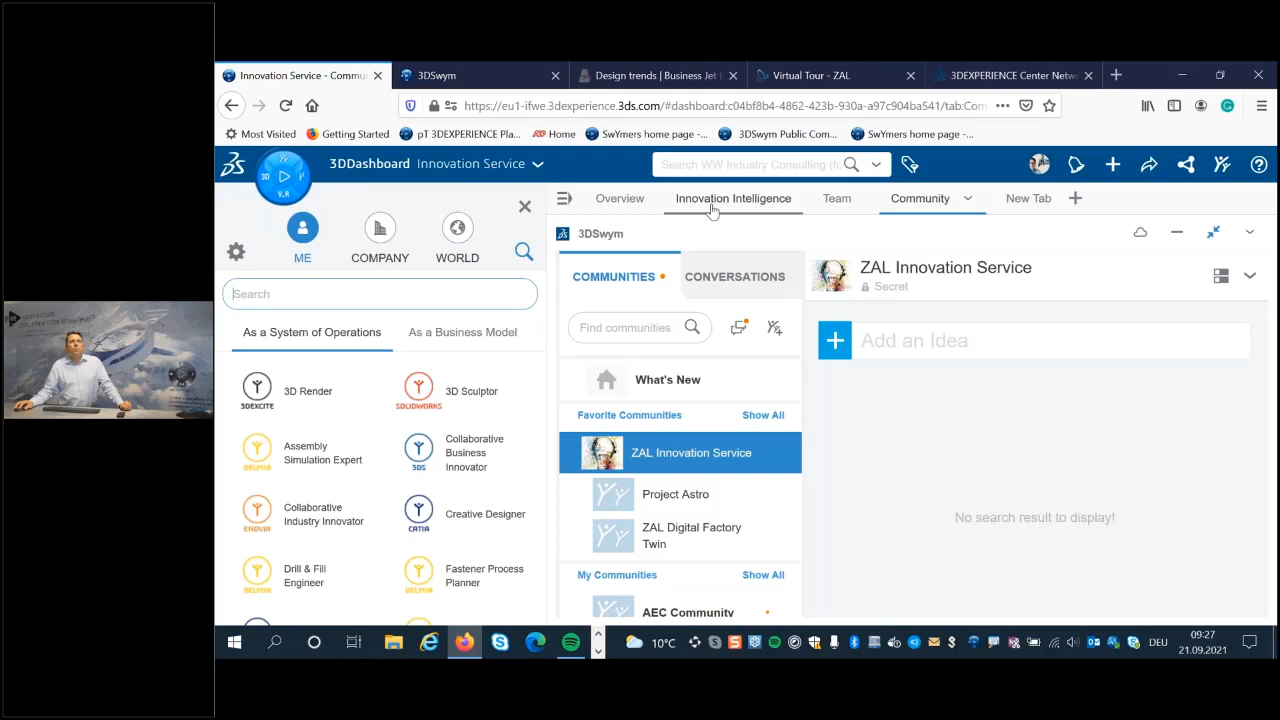 Innovation Service - Commu
3DSwym
Design trends | Business Jet
Virtual Tour - ZAL
3DEXPERIENCE Center Netw
https://eu1-ifwe.3dexperience.3ds.com/#dashboard:c04bf8b4-4862-423b-930a-a97c904ba541/tab:Com
Most Visited
Getting Started
pT 3DEXPERIENCE Pla...
Home
SwYmers home page -...
3DSwym Public Com...
SwYmers home page -...
3DDashboard Innovation Service
Search WW Industry Consulting (fo
3D
V.R
ME
COMPANY
WORLD
Search
As a System of Operations
As a Business Model
3DEXCITE
3D Render
SOLIDWORKS
3D Sculptor
DELMIA
Assembly
Simulation Expert
3DS
Collaborative
Business
Innovator
ENOVIA
Collaborative
Industry Innovator
CATIA
Creative Designer
DELMIA
Drill & Fill
Engineer
DELMIA
Fastener Process
Planner
Overview
Innovation Intelligence
Team
Community
New Tab
3DSwym
COMMUNITIES
CONVERSATIONS
Find communities
What's New
Favorite Communities
Show All
ZAL Innovation Service
Project Astro
ZAL Digital Factory
Twin
My Communities
Show All
AEC Community
ZAL Innovation Service
Secret
Add an Idea
No search result to display!
10°C
DEU
09:27
21.09.2021